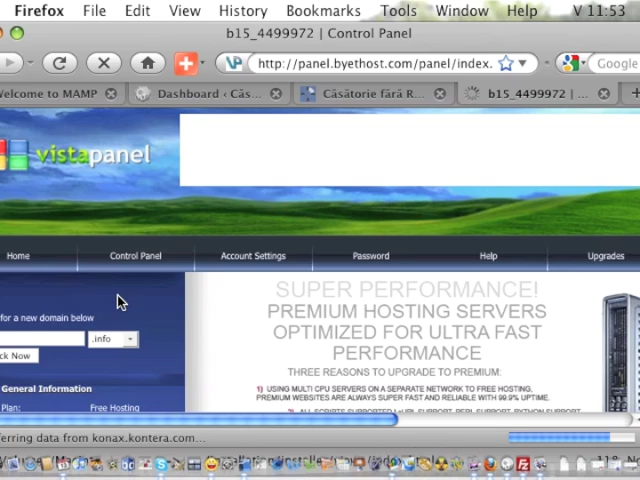 Firefox File Edit View History Bookmarks Tools Window Help V 11:53
b15_4499972 | Control Panel
http://panel.byethost.com/panel/index. Google
elcome to MAMP Dashboard ‹ Căs... Căsătorie fără R... b15_4499972 | ...
vistapanel
Home Control Panel Account Settings Password Help Upgrades
for a new domain below
.info
ck Now
General Information
Plan: Free Hosting
SUPER PERFORMANCE!
PREMIUM HOSTING SERVERS
OPTIMIZED FOR ULTRA FAST
PERFORMANCE
THREE REASONS TO UPGRADE TO PREMIUM:
1) USING MULTI CPU SERVERS ON A SEPARATE NETWORK TO FREE HOSTING,
PREMIUM WEBSITES ARE ALWAYS SUPER FAST AND RELIABLE WITH 99.9% UPTIME.
ferring data from konax.kontera.com...